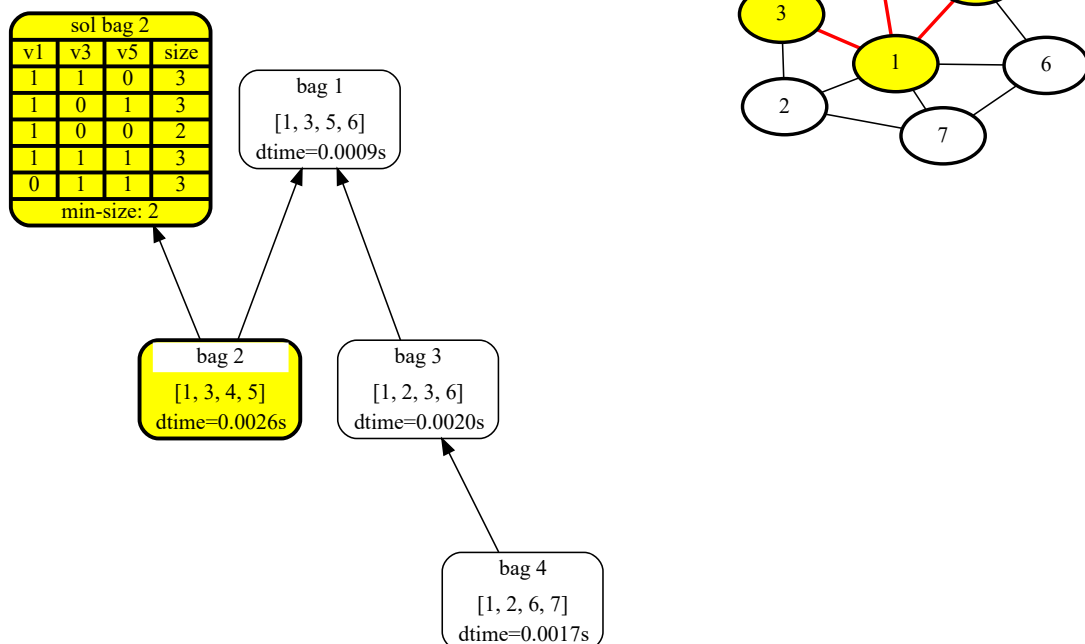 sol bag 2
v1 v3 v5 size
1 1 0 3
1 0 1 3
1 0 0 2
1 1 1 3
0 1 1 3
min-size: 2
bag 1
[1, 3, 5, 6]
dtime=0.0009s
bag 2
[1, 3, 4, 5]
dtime=0.0026s
bag 3
[1, 2, 3, 6]
dtime=0.0020s
bag 4
[1, 2, 6, 7]
dtime=0.0017s
3
1
6
2
7